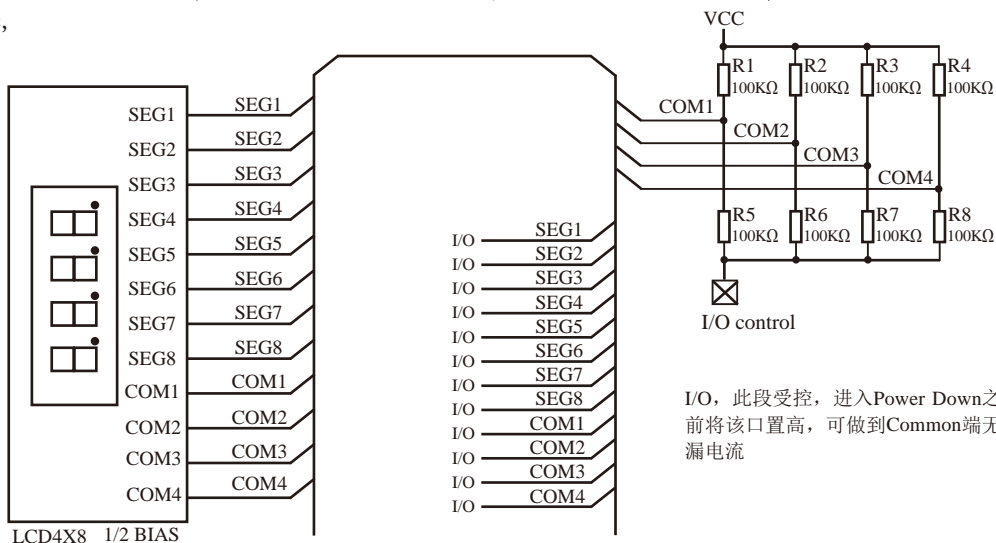 ,
VCC
R1
100KΩ
R2
100KΩ
R3
100KΩ
R4
100KΩ
COM1
COM2
COM3
COM4
R5
100KΩ
R6
100KΩ
R7
100KΩ
R8
100KΩ
I/O control
SEG1
SEG2
SEG3
SEG4
SEG5
SEG6
SEG7
SEG8
COM1
COM2
COM3
COM4
SEG1
SEG2
SEG3
SEG4
SEG5
SEG6
SEG7
SEG8
COM1
COM2
COM3
COM4
I/O SEG1
I/O SEG2
I/O SEG3
I/O SEG4
I/O SEG5
I/O SEG6
I/O SEG7
I/O SEG8
I/O COM1
I/O COM2
I/O COM3
I/O COM4
I/O，此段受控，进入Power Down之
前将该口置高，可做到Common端无
漏电流
LCD4X8 1/2 BIAS